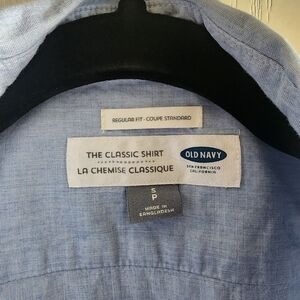 REGULAR FIT - COUPE STANDARD
THE CLASSIC SHIRT
LA CHEMISE CLASSIQUE
OLD NAVY
SAN FRANCISCO
CALIFORNIA
S
P
MADE IN
BANGLADESH